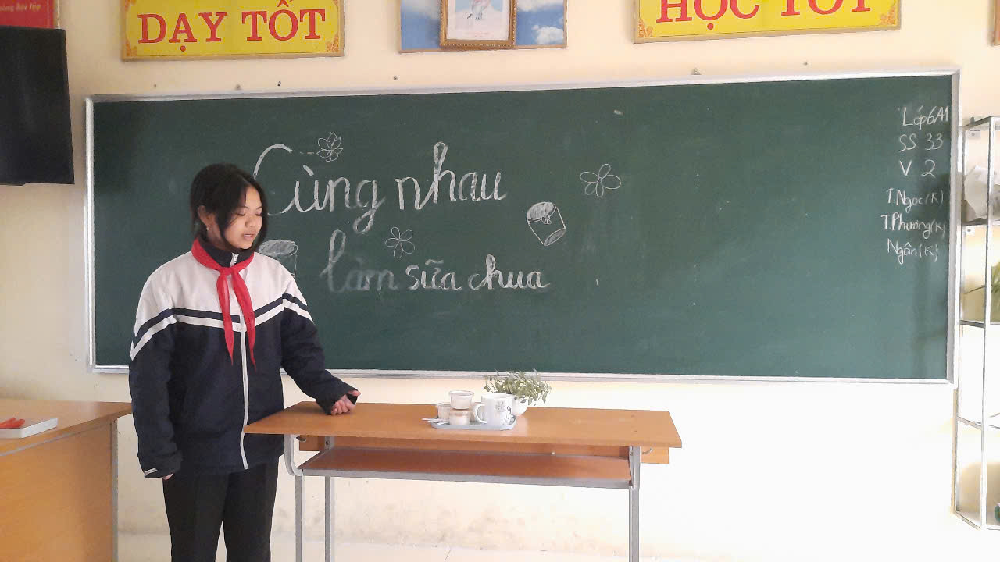 DẠY TỐT
HỌC TỐT
Cùng nhau
làm sữa chua
Lớp 6A1
SS 33
V 2
T.Ngọc(K)
T.Phương(K)
Ngân(K)